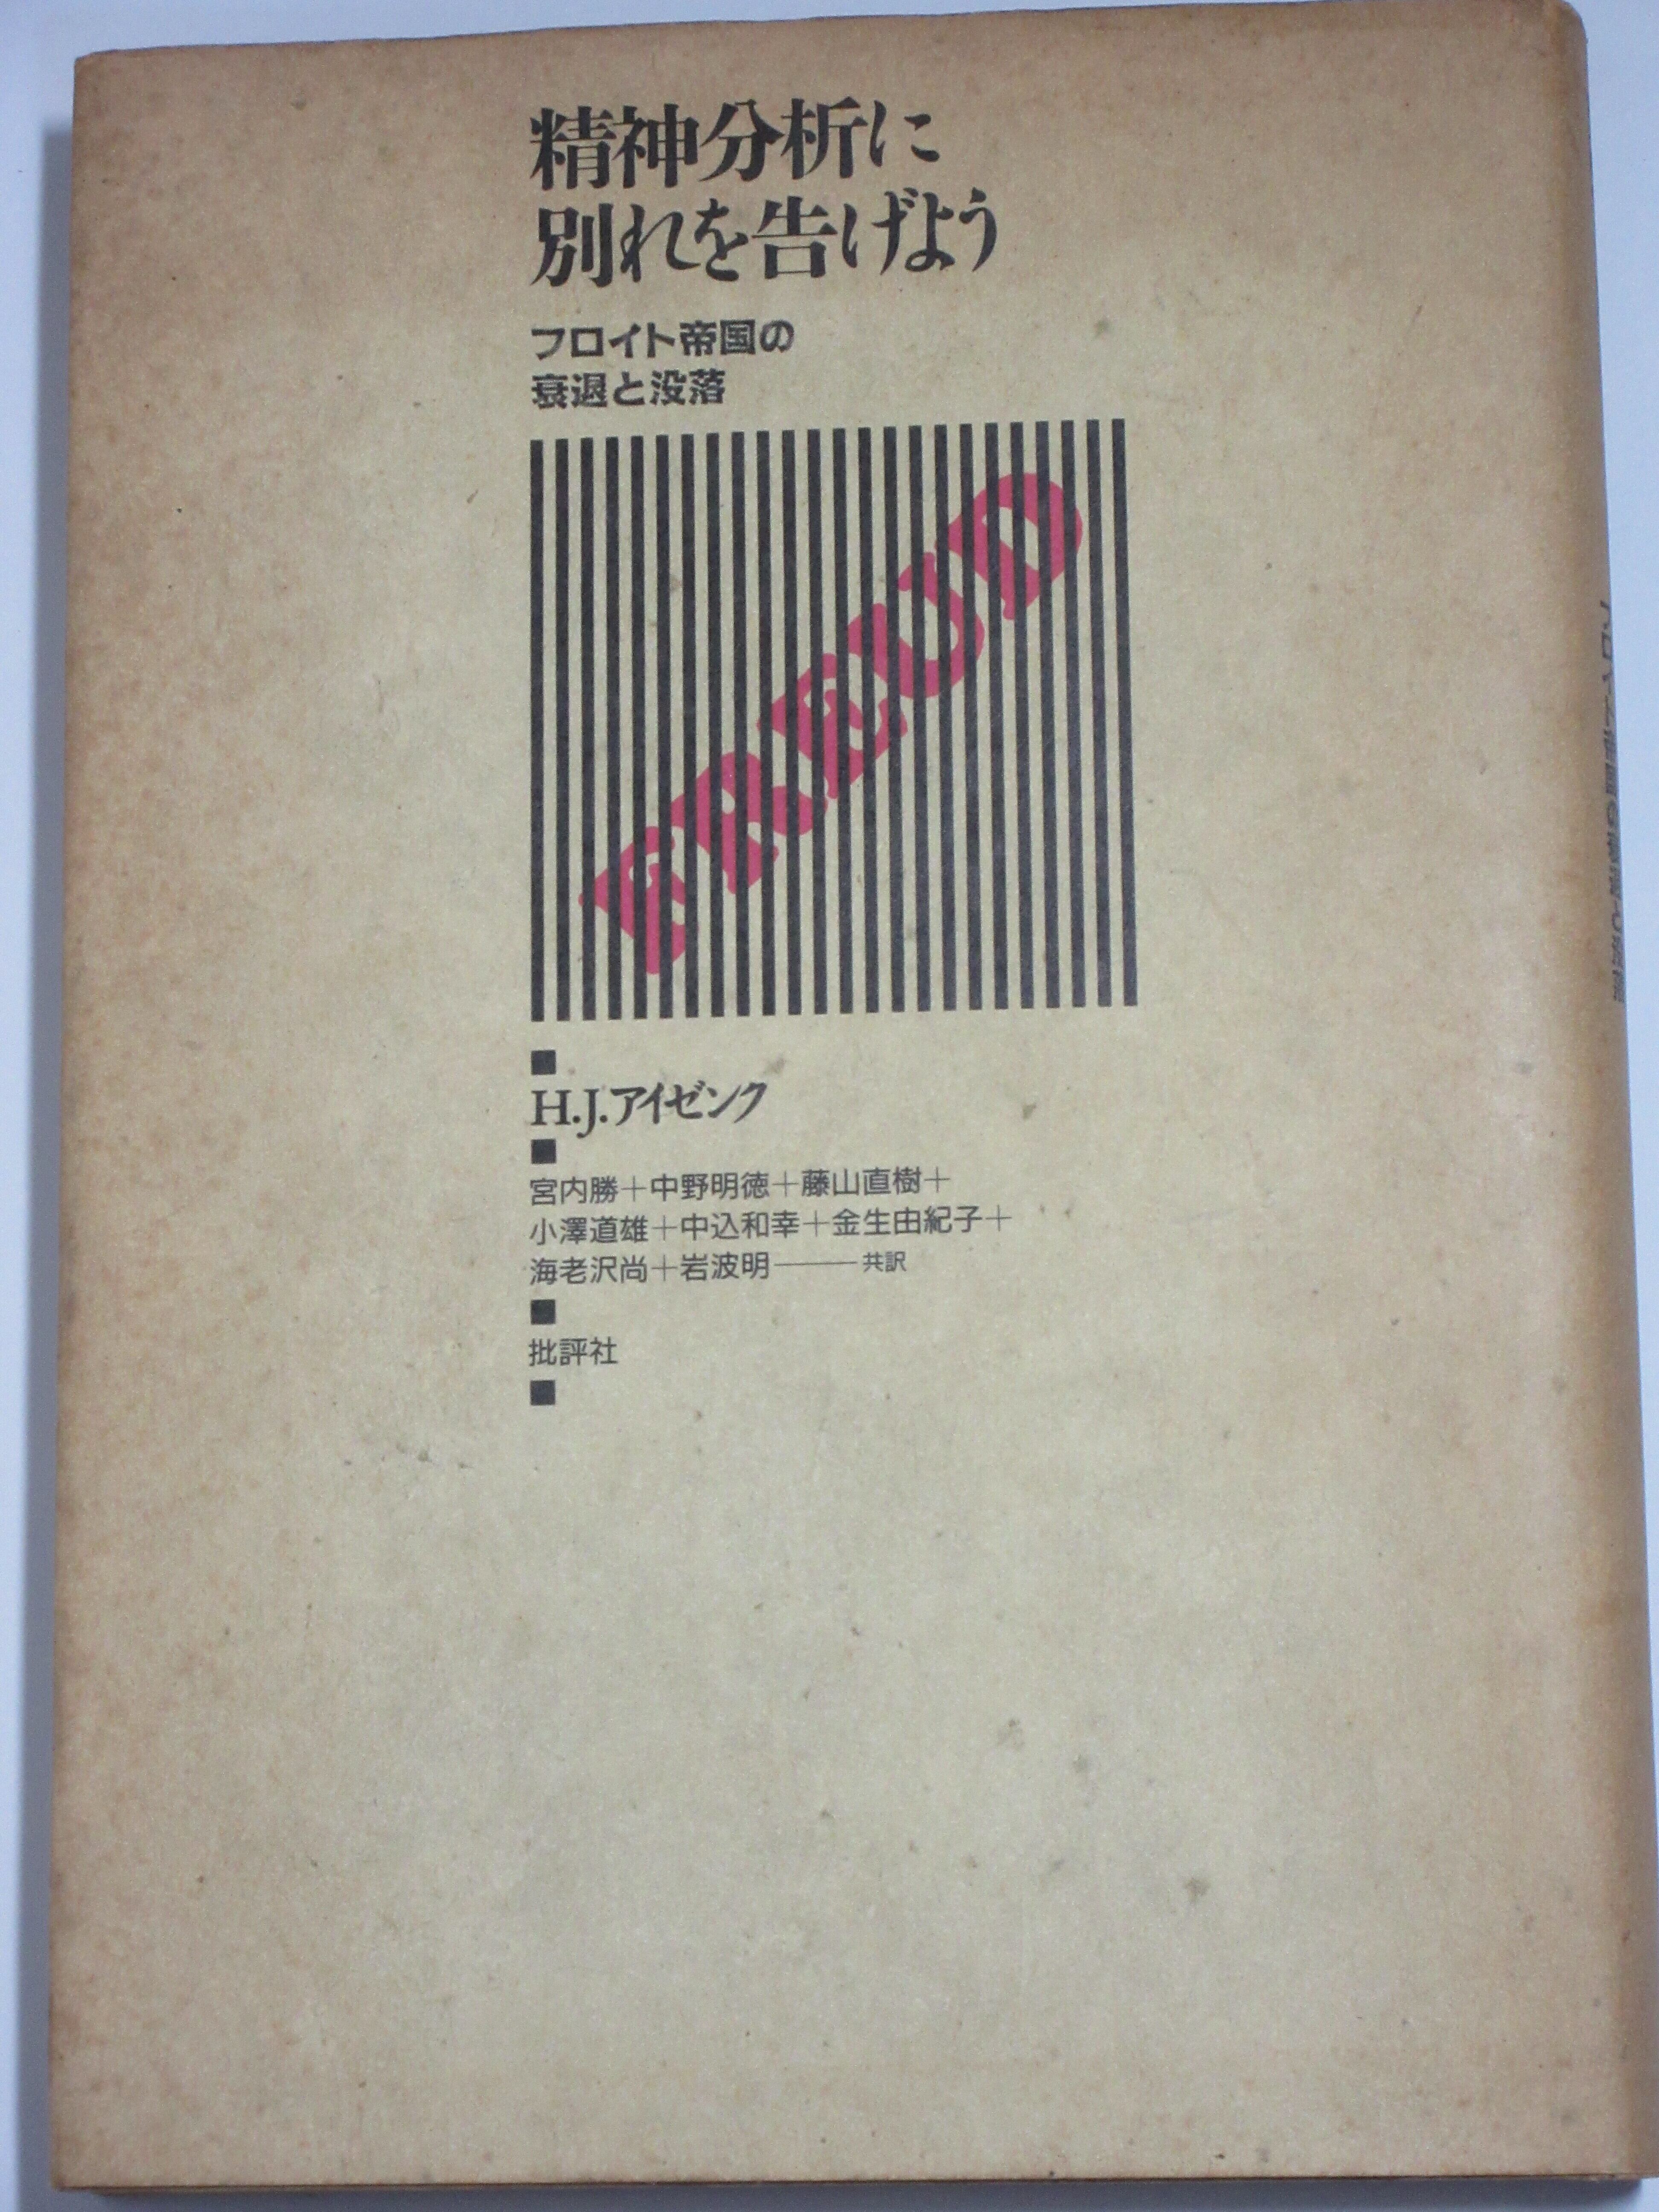 精神分析に
別れを告げよう
フロイト帝国の
衰退と没落
FREUD
■
H.J.アイゼンク
■
宮内勝+中野明徳+藤山直樹+
小澤道雄+中込和幸+金生由紀子+
海老沢尚+岩波明———共訳
■
批評社
■